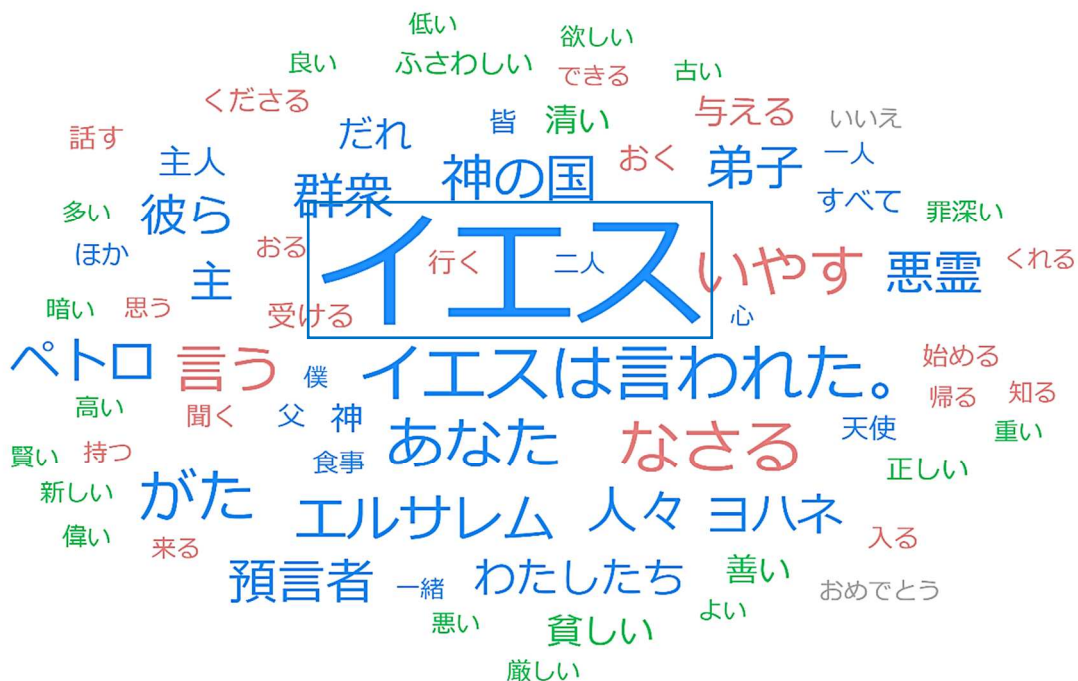 低い
欲しい
良い ふさわしい できる 古い
くださる 与える いいえ
話す だれ 皆 清い
主人 群衆 神の国 おく 弟子 一人
多い 彼ら すべて 罪深い
ほか 主 おる イエス 行く 二人 いやす 悪霊 くれる
暗い 思う 受ける 心
ペトロ 言う 僕 イエスは言われた。 始める
高い 聞く 父 神 あなた なさる 天使 帰る 知る
賢い 持つ 食事 正しい 重い
新しい がた
偉い 来る エルサレム 人々 ヨハネ 入る
預言者 一緒 わたしたち 善い おめでとう
悪い 貧しい よい
厳しい